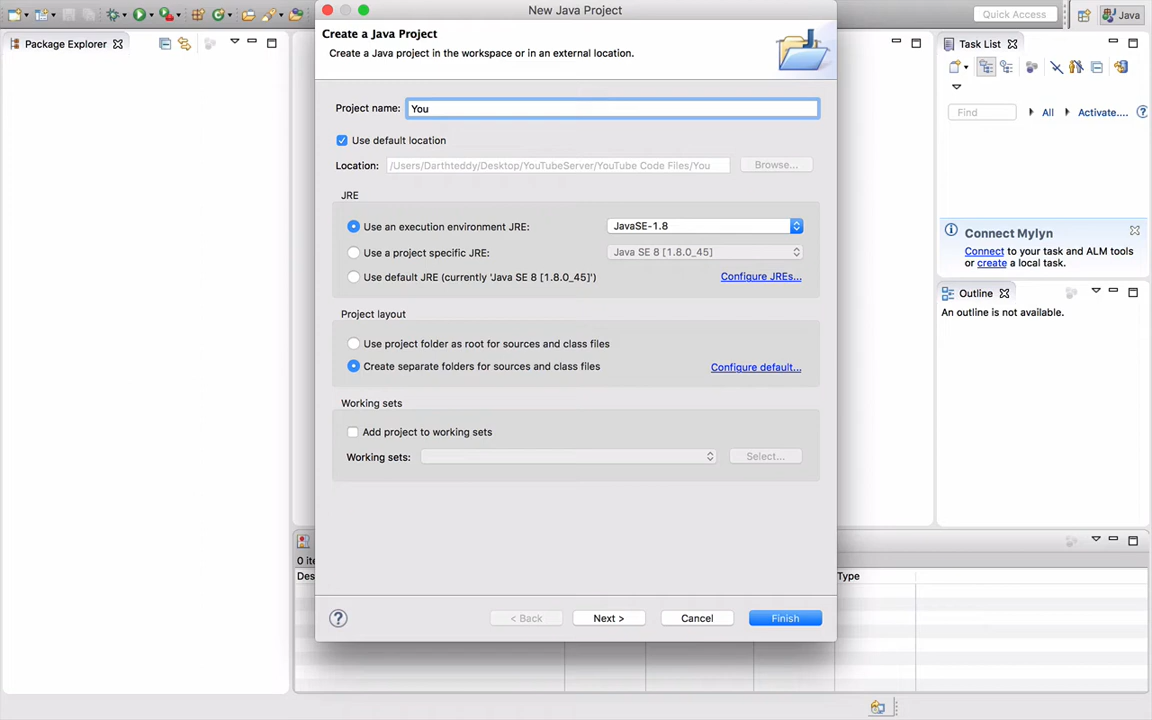 New Java Project
Quick Access
Java
Package Explorer
Create a Java Project
Create a Java project in the workspace or in an external location.
Project name: You
Use default location
Location: /Users/Darthteddy/Desktop/YouTubeServer/YouTube Code Files/You Browse...
JRE
Use an execution environment JRE: JavaSE-1.8
Use a project specific JRE: Java SE 8 [1.8.0_45]
Use default JRE (currently 'Java SE 8 [1.8.0_45]') Configure JREs...
Project layout
Use project folder as root for sources and class files
Create separate folders for sources and class files Configure default...
Working sets
Add project to working sets
Working sets: Select...
? < Back Next > Cancel Finish
Task List
Find All Activate.... ?
Connect Mylyn
Connect to your task and ALM tools
or create a local task.
Outline
An outline is not available.
0 ite
Des Type